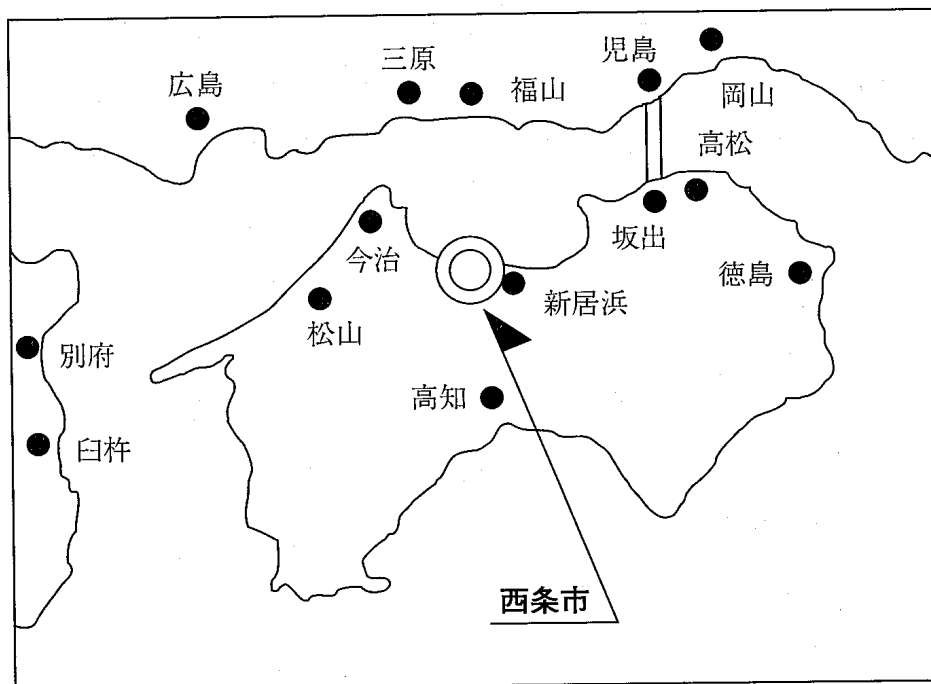 三原
児島
広島
福山
岡山
高松
今治
坂出
徳島
新居浜
松山
別府
高知
臼杵
西条市